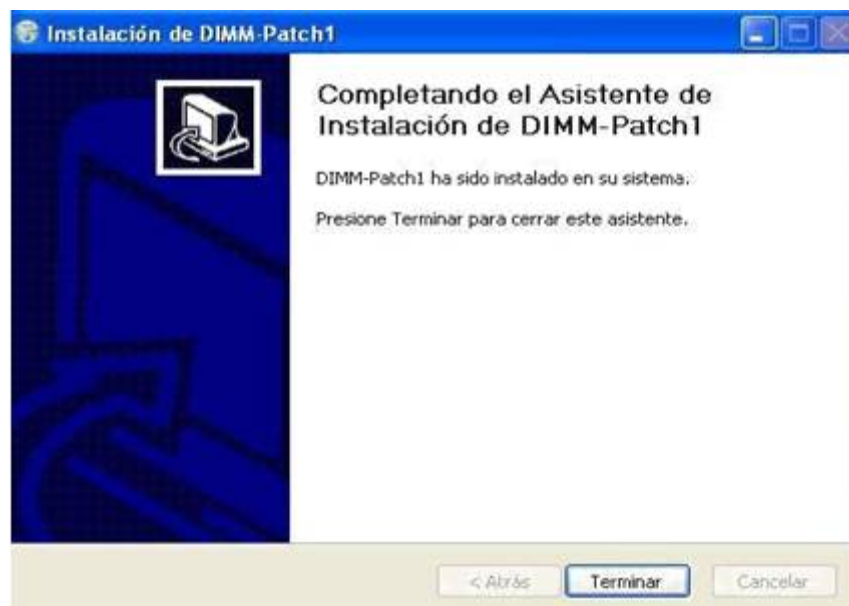 Instalación de DIMM-Patch1
Completando el Asistente de
Instalación de DIMM-Patch1
DIMM-Patch1 ha sido instalado en su sistema.
Presione Terminar para cerrar este asistente.
< Atrás Terminar Cancelar